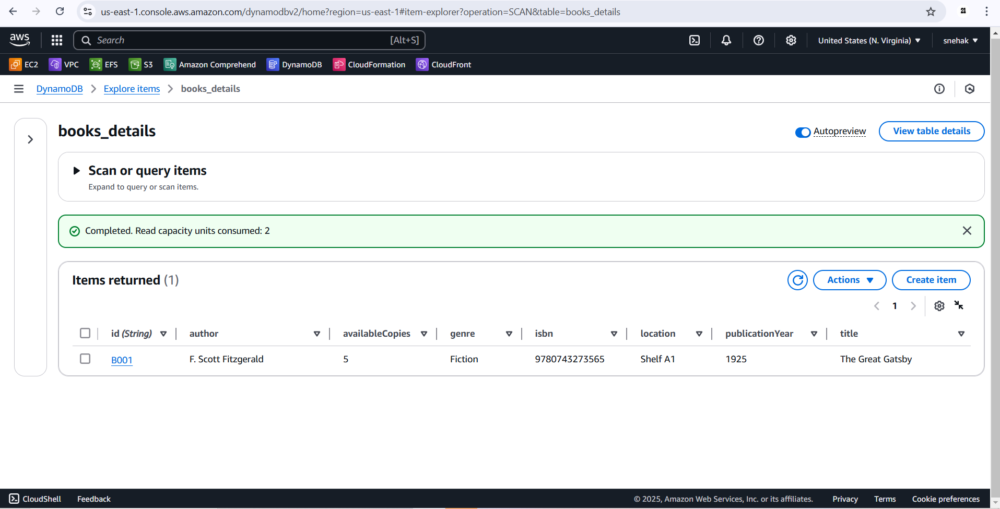 us-east-1.console.aws.amazon.com/dynamodbv2/home?region=us-east-1#item-explorer?operation=SCAN&table=books_details
21
aws Search [Alt+S] United States (N. Virginia) snehak
EC2 VPC EFS S3 Amazon Comprehend DynamoDB CloudFormation CloudFront
DynamoDB Explore items books_details
books_details Autopreview View table details
Scan or query items
Expand to query or scan items.
Completed. Read capacity units consumed: 2
Items returned (1) Actions Create item
1
id (String) author availableCopies genre isbn location publicationYear title
B001 F. Scott Fitzgerald 5 Fiction 9780743273565 Shelf A1 1925 The Great Gatsby
CloudShell Feedback © 2025, Amazon Web Services, Inc. or its affiliates. Privacy Terms Cookie preferences